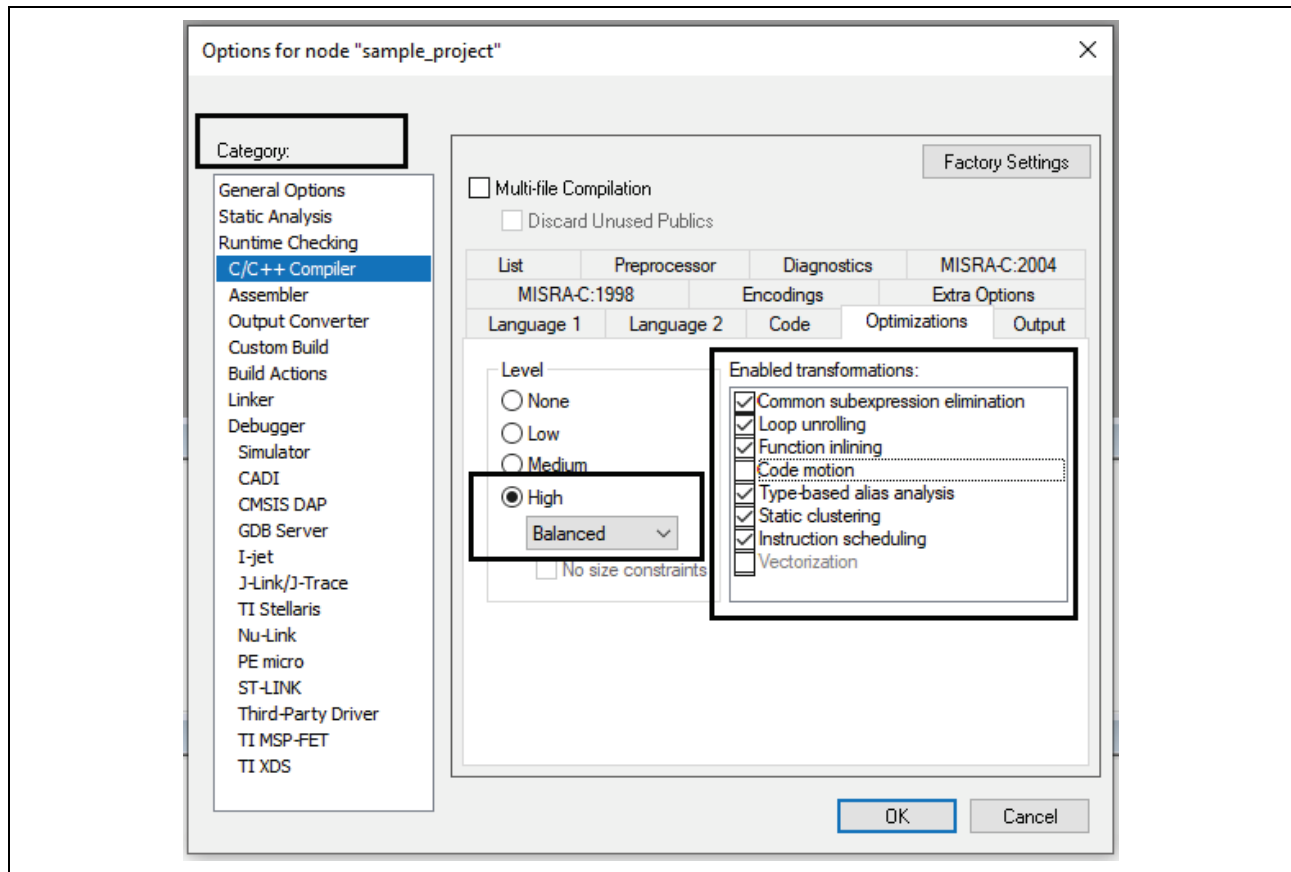 Options for node "sample_project"
Category:
General Options
Static Analysis
Runtime Checking
C/C++ Compiler
Assembler
Output Converter
Custom Build
Build Actions
Linker
Debugger
Simulator
CADI
CMSIS DAP
GDB Server
I-jet
J-Link/J-Trace
TI Stellaris
Nu-Link
PE micro
ST-LINK
Third-Party Driver
TI MSP-FET
TI XDS
Factory Settings
Multi-file Compilation
Discard Unused Publics
List Preprocessor Diagnostics MISRA-C:2004
MISRA-C:1998 Encodings Extra Options
Language 1 Language 2 Code Optimizations Output
Level
None
Low
Medium
High
Balanced
No size constraints
Enabled transformations:
Common subexpression elimination
Loop unrolling
Function inlining
Code motion
Type-based alias analysis
Static clustering
Instruction scheduling
Vectorization
OK Cancel